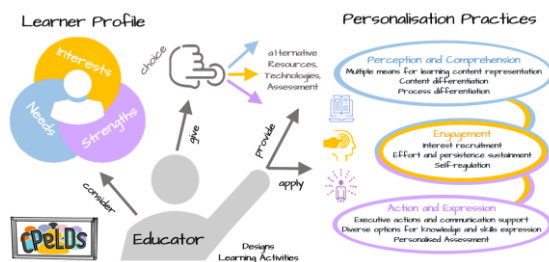 Learner Profile
Interests
Needs
Strengths
consider
CPeLDS
Educator
give
choice
alternative
Resources,
Technologies,
Assessment
provide
apply
Designs
Learning Activities
Personalisation Practices
Perception and Comprehension
Multiple means for learning content representation
Content differentiation
Process differentiation
Engagement
Interest recruitment
Effort and persistence sustainment
Self-regulation
Action and Expression
Executive actions and communication support
Diverse options for knowledge and skills expression
Personalised Assessment